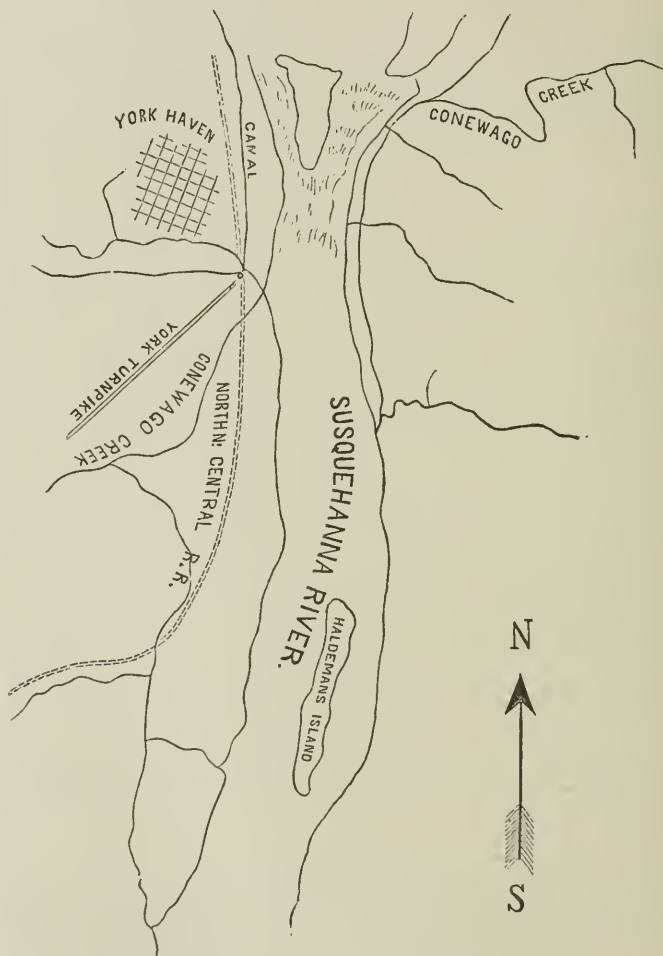 YORK HAVEN
CANAL
CONEWAGO CREEK
YORK TURNPIKE
CONEWAGO CREEK
NORTHN: CENTRAL R.R.
SUSQUEHANNA RIVER.
HALDEMANS ISLAND
N
S